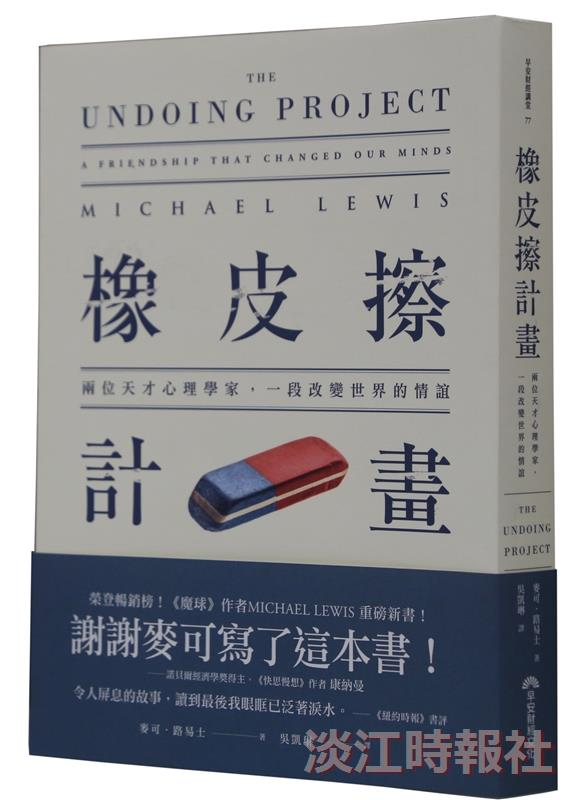 THE
UNDOING PROJECT
A FRIENDSHIP THAT CHANGED OUR MINDS
MICHAEL LEWIS
橡皮擦
兩位天才心理學家，一段改變世界的情誼
計畫
榮登暢銷榜！《魔球》作者MICHAEL LEWIS 重磅新書！
謝謝麥可寫了這本書！
——諾貝爾經濟學獎得主、《快思慢想》作者 康納曼
令人屏息的故事，讀到最後我眼眶已泛著淚水。——《紐約時報》書評
麥可·路易士——著 吳凱琳
早安財經講堂 77
橡皮擦計畫
兩位天才心理學家，
一段改變世界的情誼
THE
UNDOING
PROJECT
麥可·路易士 著
吳凱琳 譯
早安財經文化
淡江時報社